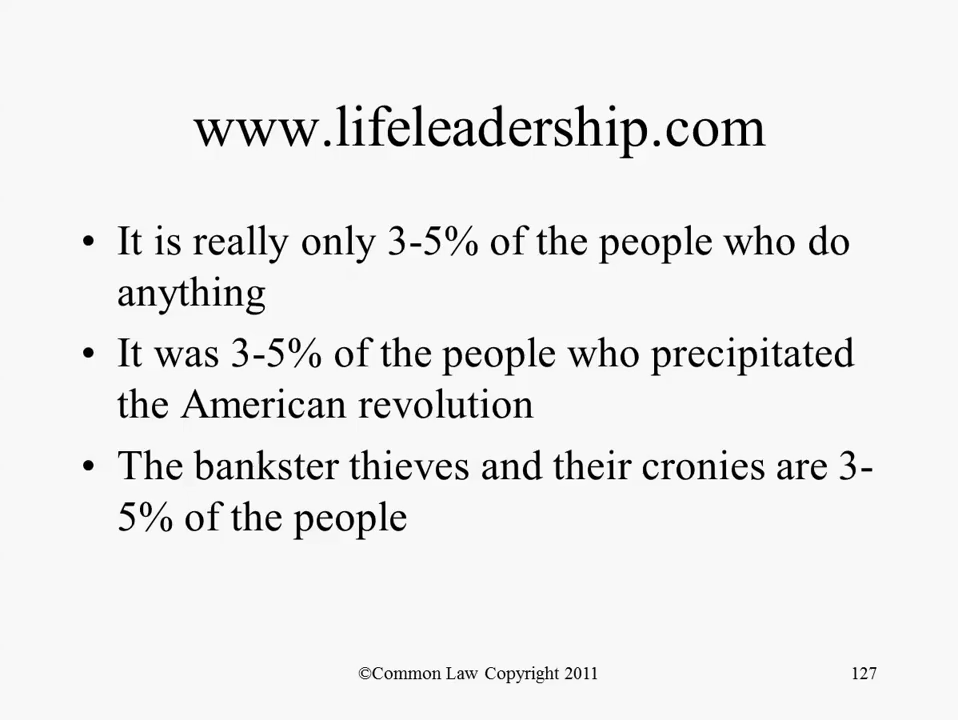 www.lifeleadership.com
• It is really only 3-5% of the people who do
anything
• It was 3-5% of the people who precipitated
the American revolution
• The bankster thieves and their cronies are 3-
5% of the people
©Common Law Copyright 2011
127